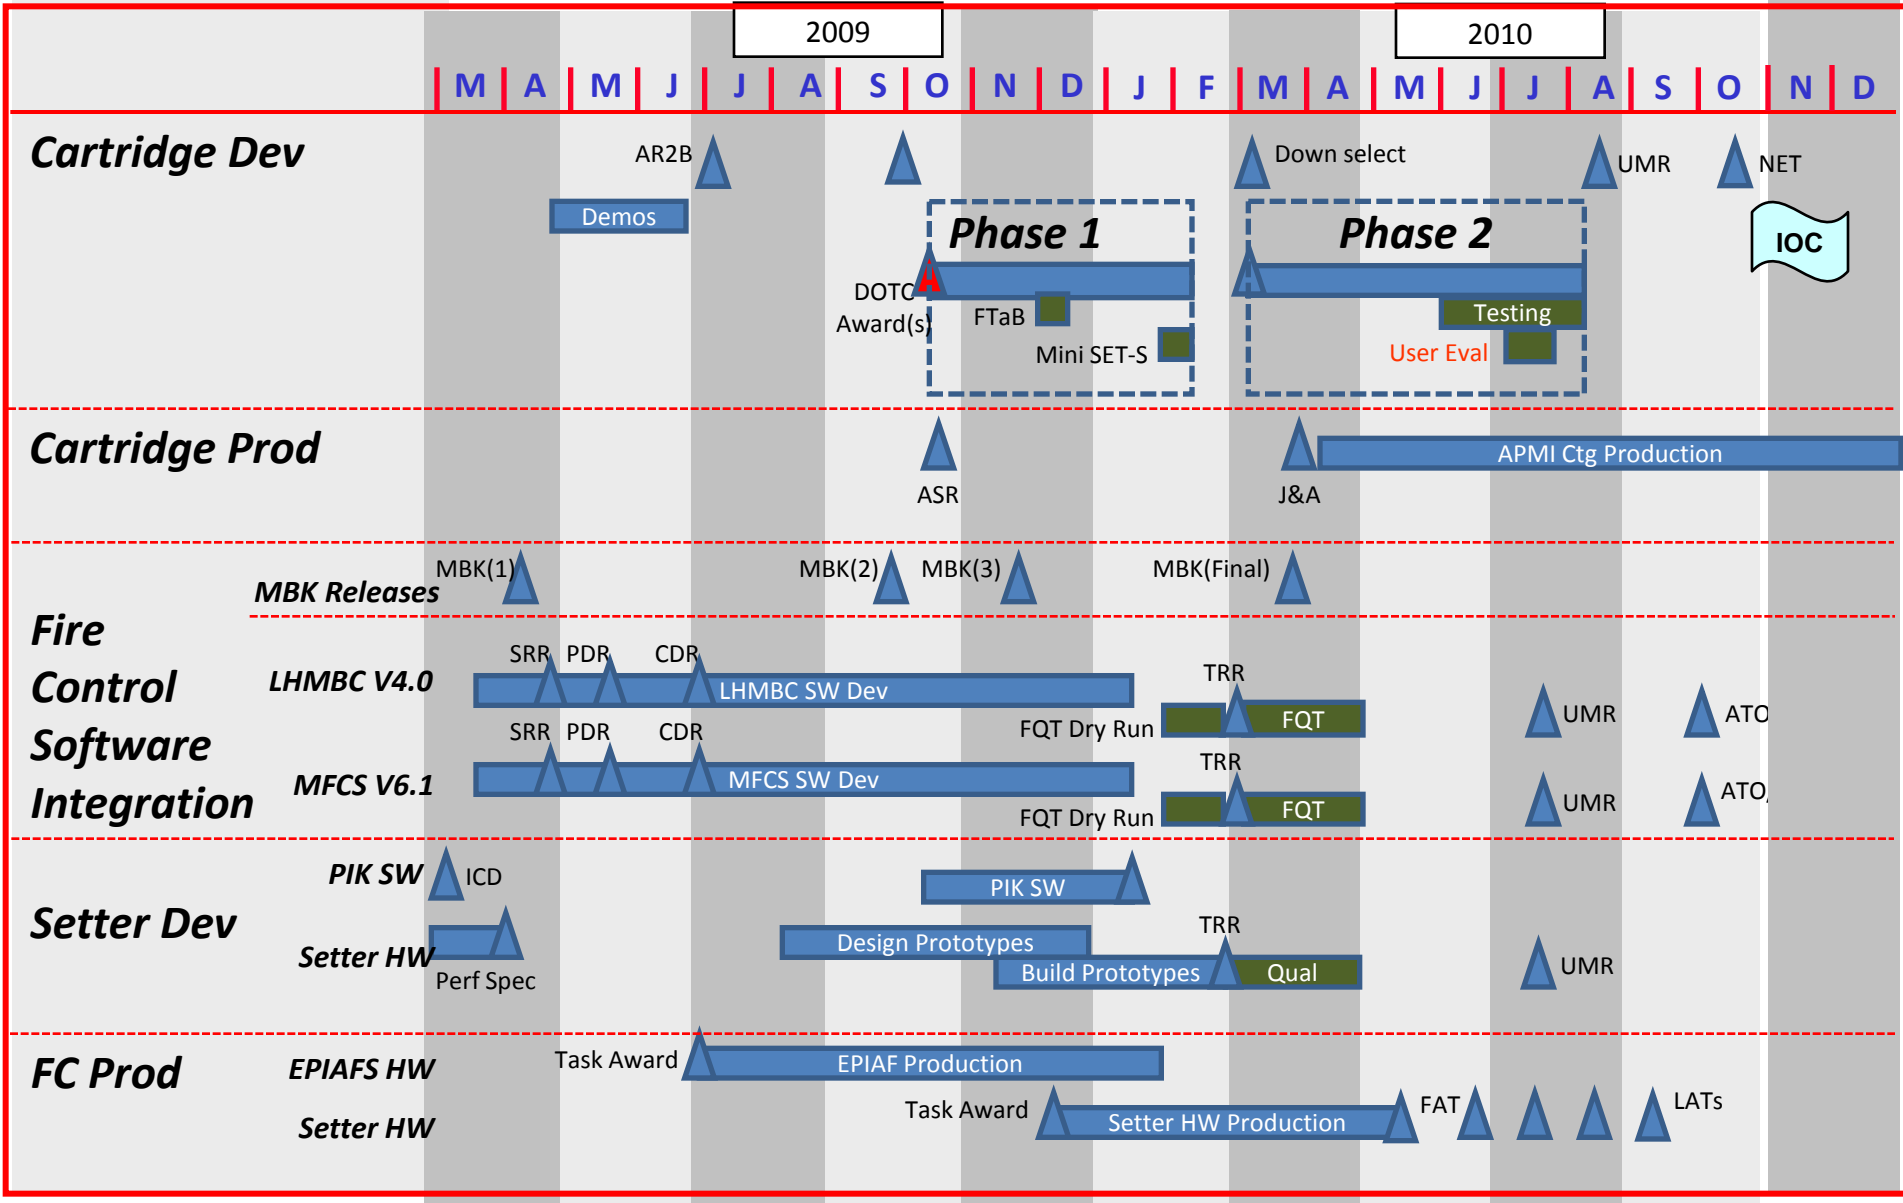 2009
2010
M A M J J A S O N D J F M A M J J A S O N D
Cartridge Dev
AR2B
Down select
UMR
NET
Demos
Phase 1
Phase 2
IOC
DOTC
Award(s)
A
FTaB
Testing
Mini SET-S
User Eval
Cartridge Prod
APMI Ctg Production
ASR
J&A
MBK(1)
MBK(2)
MBK(3)
MBK(Final)
MBK Releases
Fire
Control
Software
Integration
SRR PDR CDR
LHMBC V4.0
LHMBC SW Dev
TRR
FQT Dry Run
FQT
UMR
ATO
SRR PDR CDR
MFCS V6.1
MFCS SW Dev
TRR
FQT Dry Run
FQT
UMR
ATO
Setter Dev
PIK SW
ICD
PIK SW
Setter HW
Perf Spec
Design Prototypes
TRR
Build Prototypes
Qual
UMR
FC Prod
EPIAFS HW
Task Award
EPIAF Production
Setter HW
Task Award
Setter HW Production
FAT
LATs